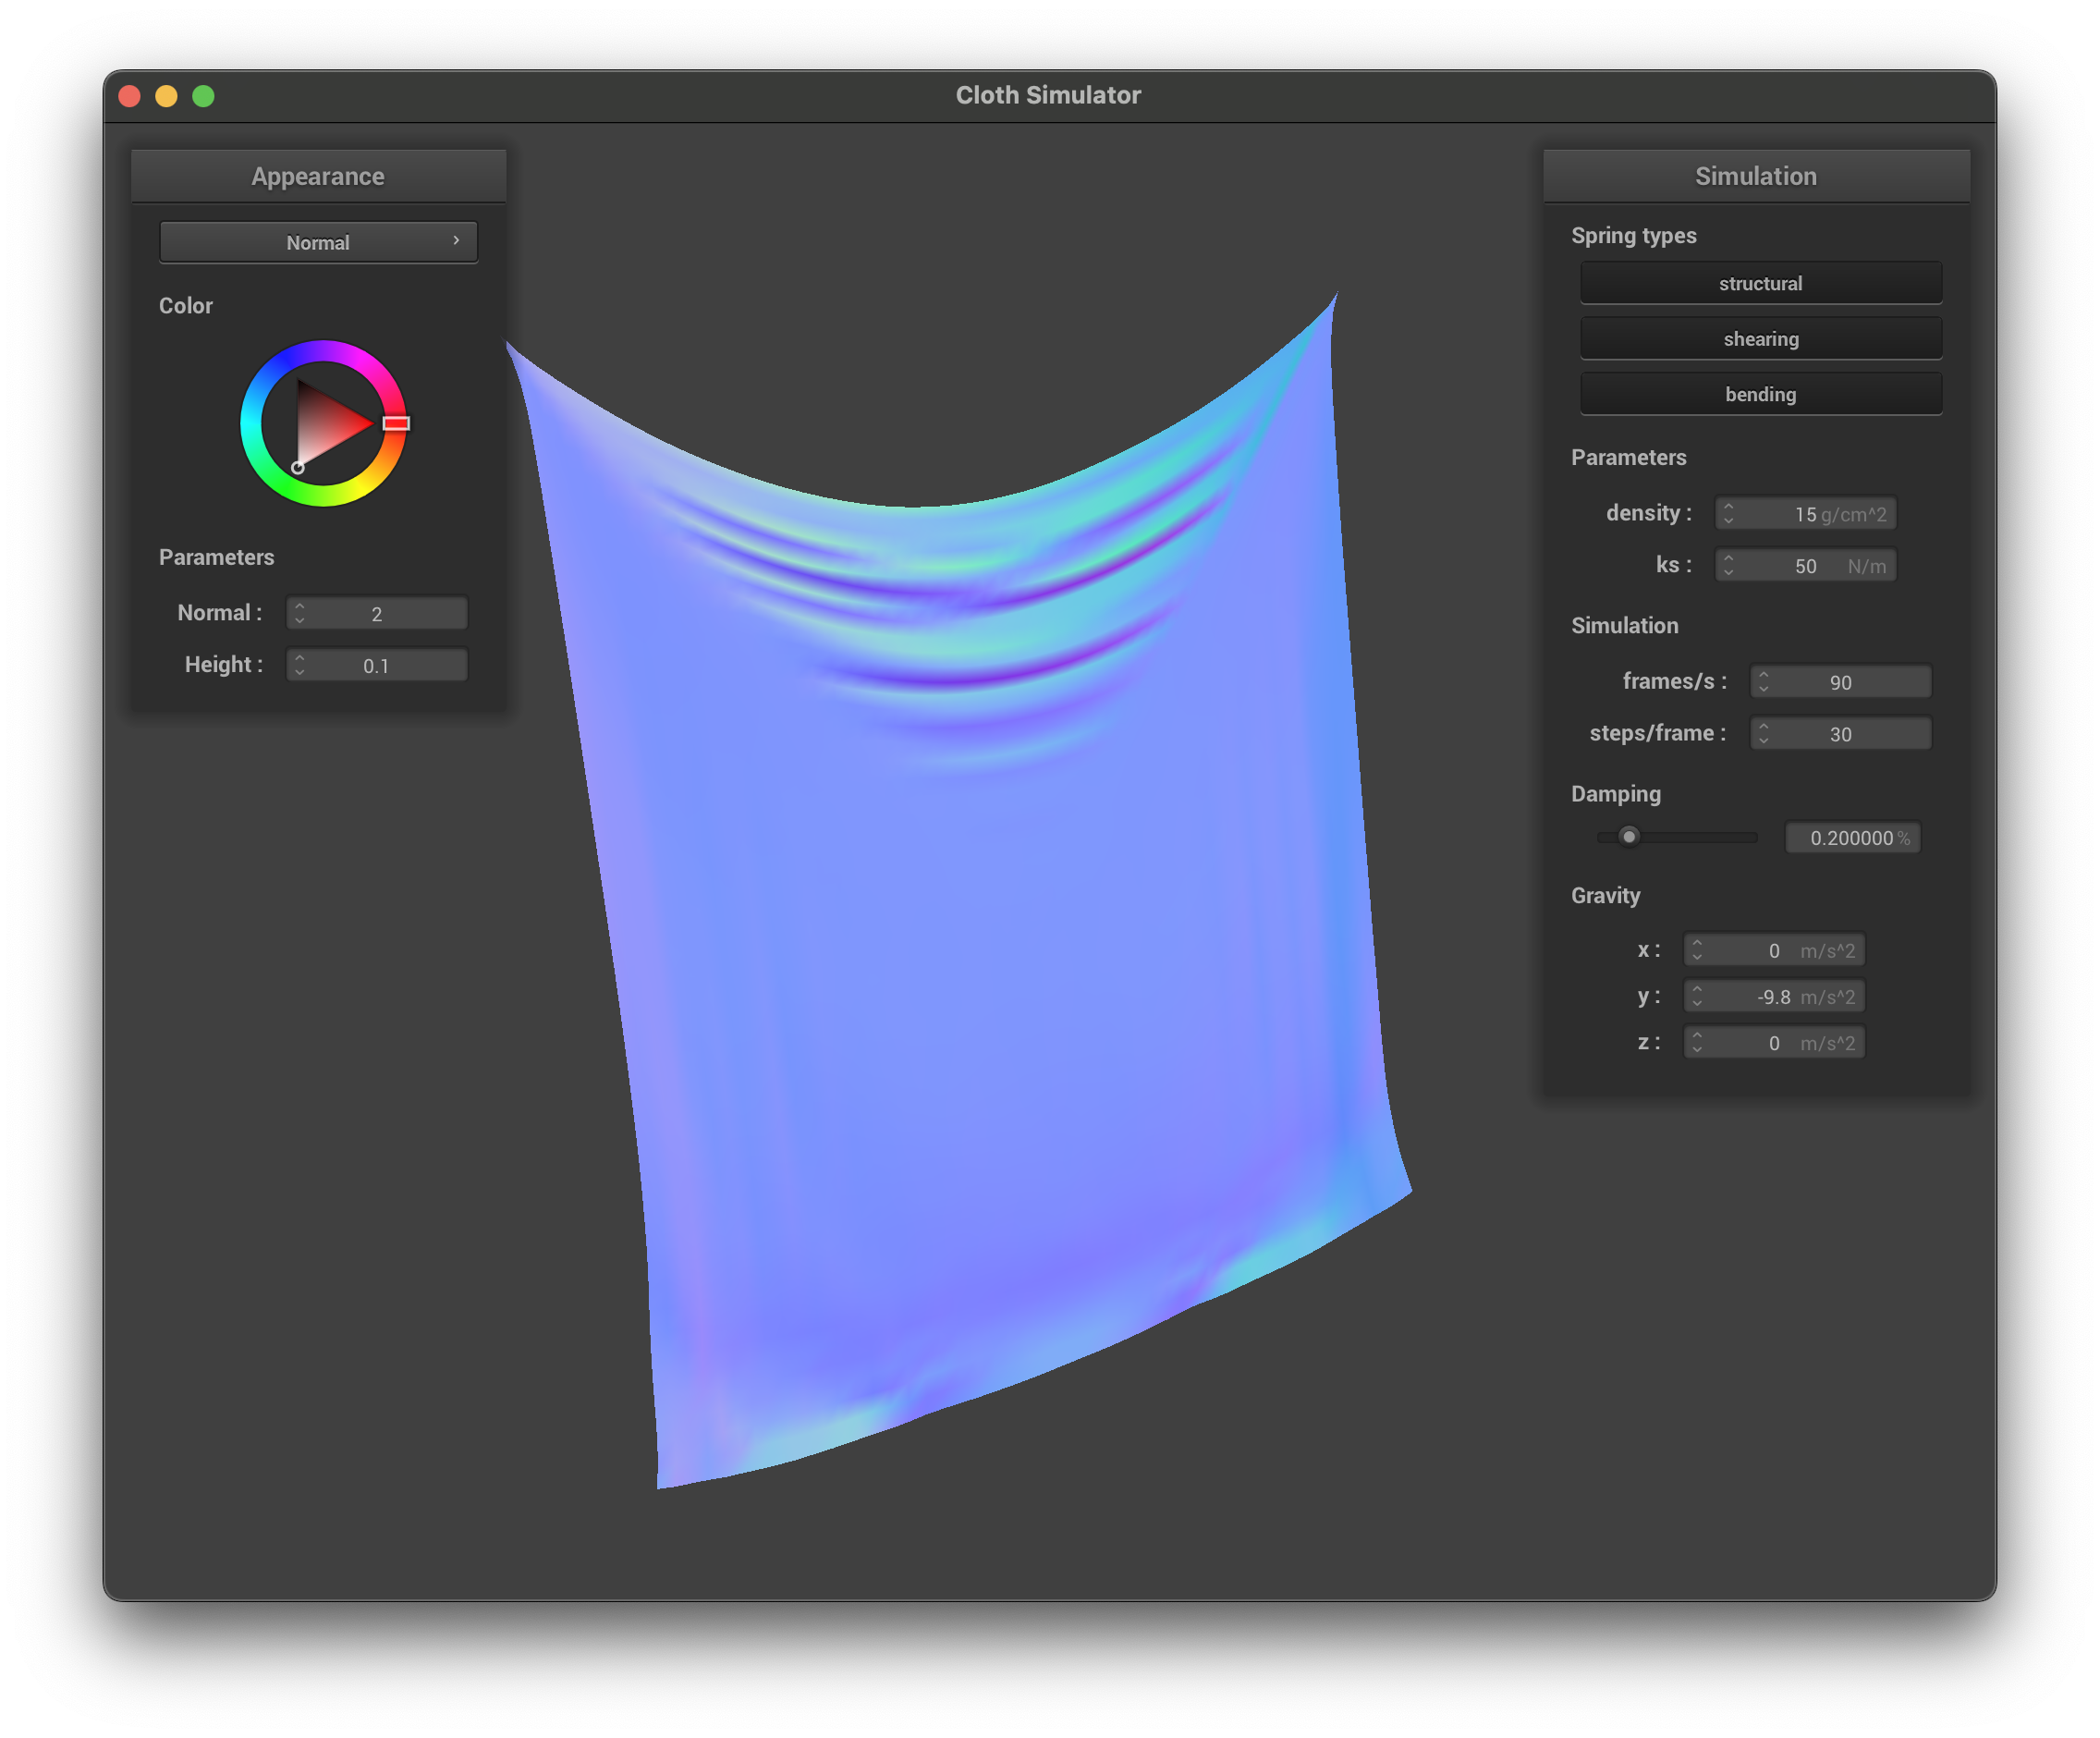 Cloth Simulator
Appearance
Normal
Color
Parameters
Normal : 2
Height : 0.1
Simulation
Spring types
structural
shearing
bending
Parameters
density : 15 g/cm^2
ks : 50 N/m
Simulation
frames/s : 90
steps/frame : 30
Damping
0.200000 %
Gravity
x : 0 m/s^2
y : -9.8 m/s^2
z : 0 m/s^2